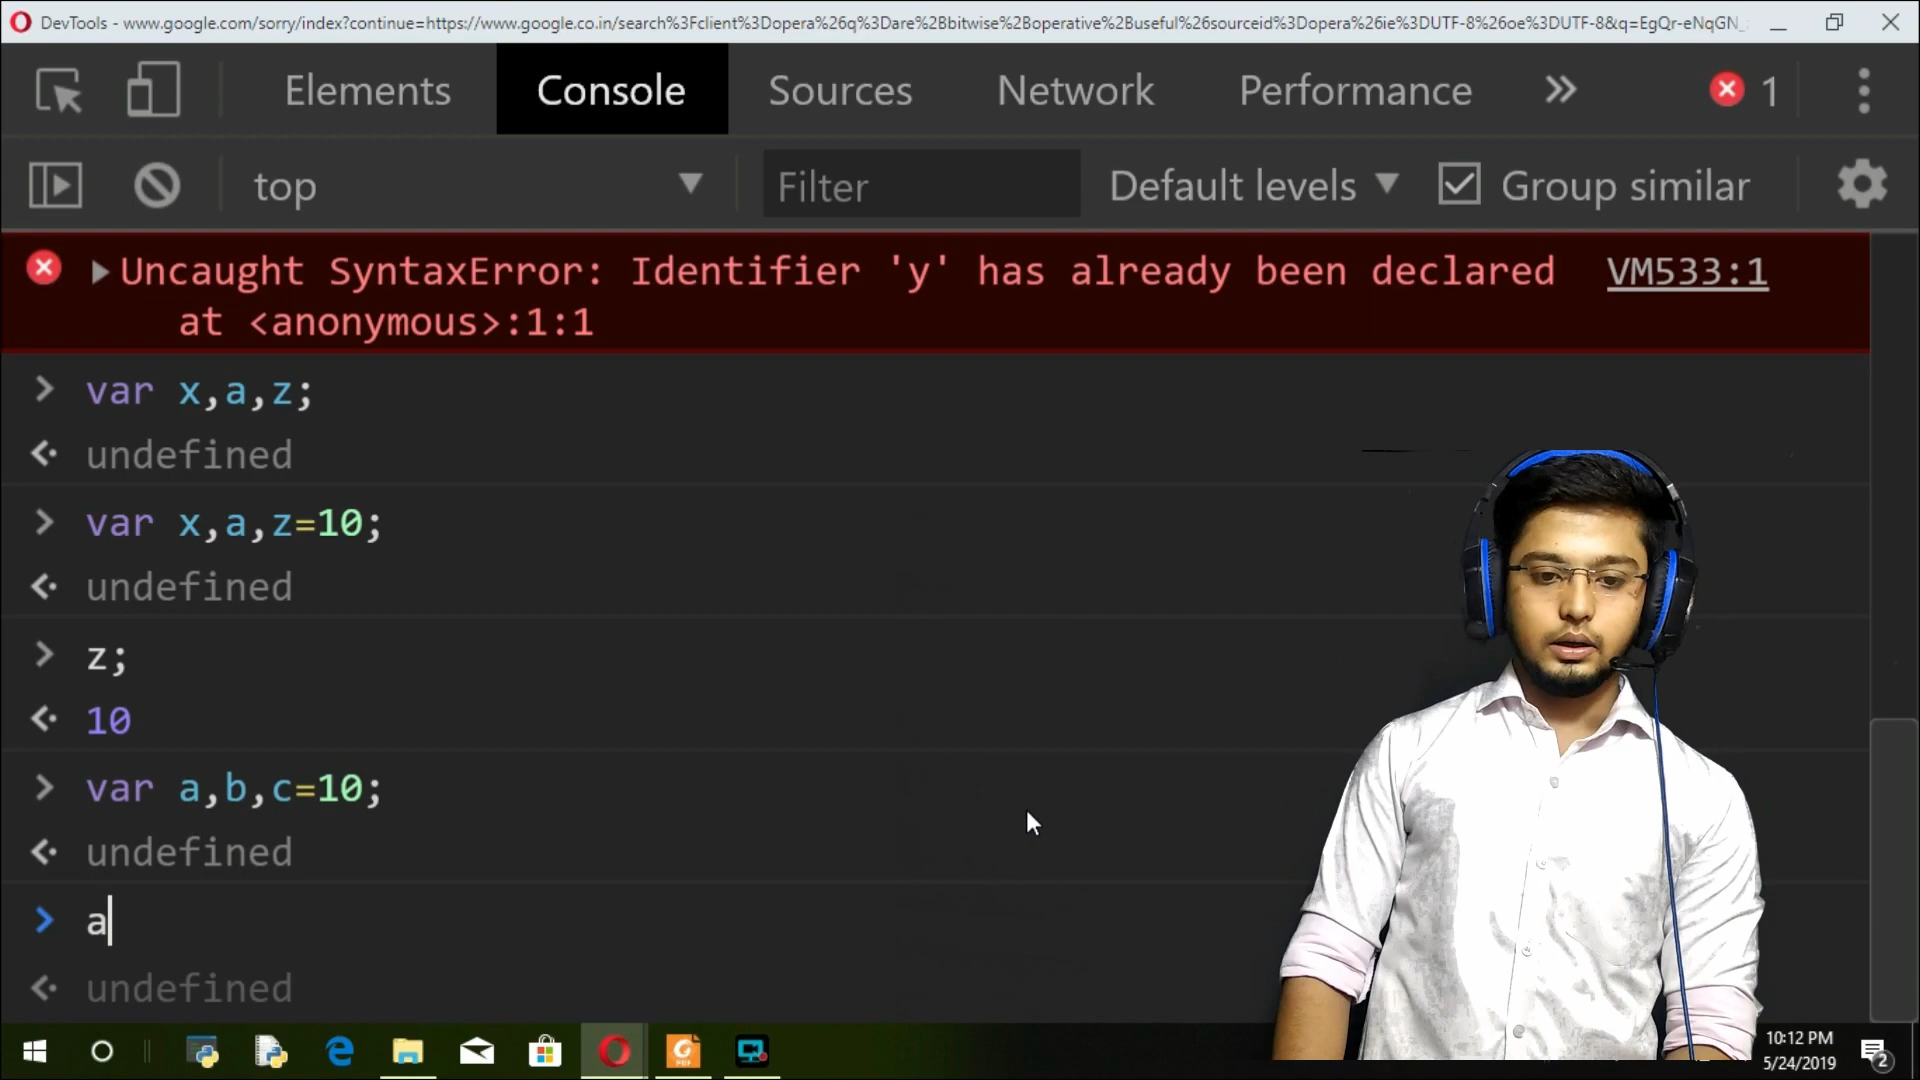 DevTools - www.google.com/sorry/index?continue=https://www.google.co.in/search%3Fclient%3Dopera%26q%3Dare%2Bbitwise%2Boperative%2Buseful%26sourceid%3Dopera%26ie%3DUTF-8%26oe%3DUTF-8&q=EgQr-eNqGN_
Elements Console Sources Network Performance » 1
top Filter Default levels Group similar
Uncaught SyntaxError: Identifier 'y' has already been declared VM533:1
at <anonymous>:1:1
> var x,a,z;
undefined
> var x,a,z=10;
undefined
> z;
10
> var a,b,c=10;
undefined
> a
undefined
10:12 PM
5/24/2019
2